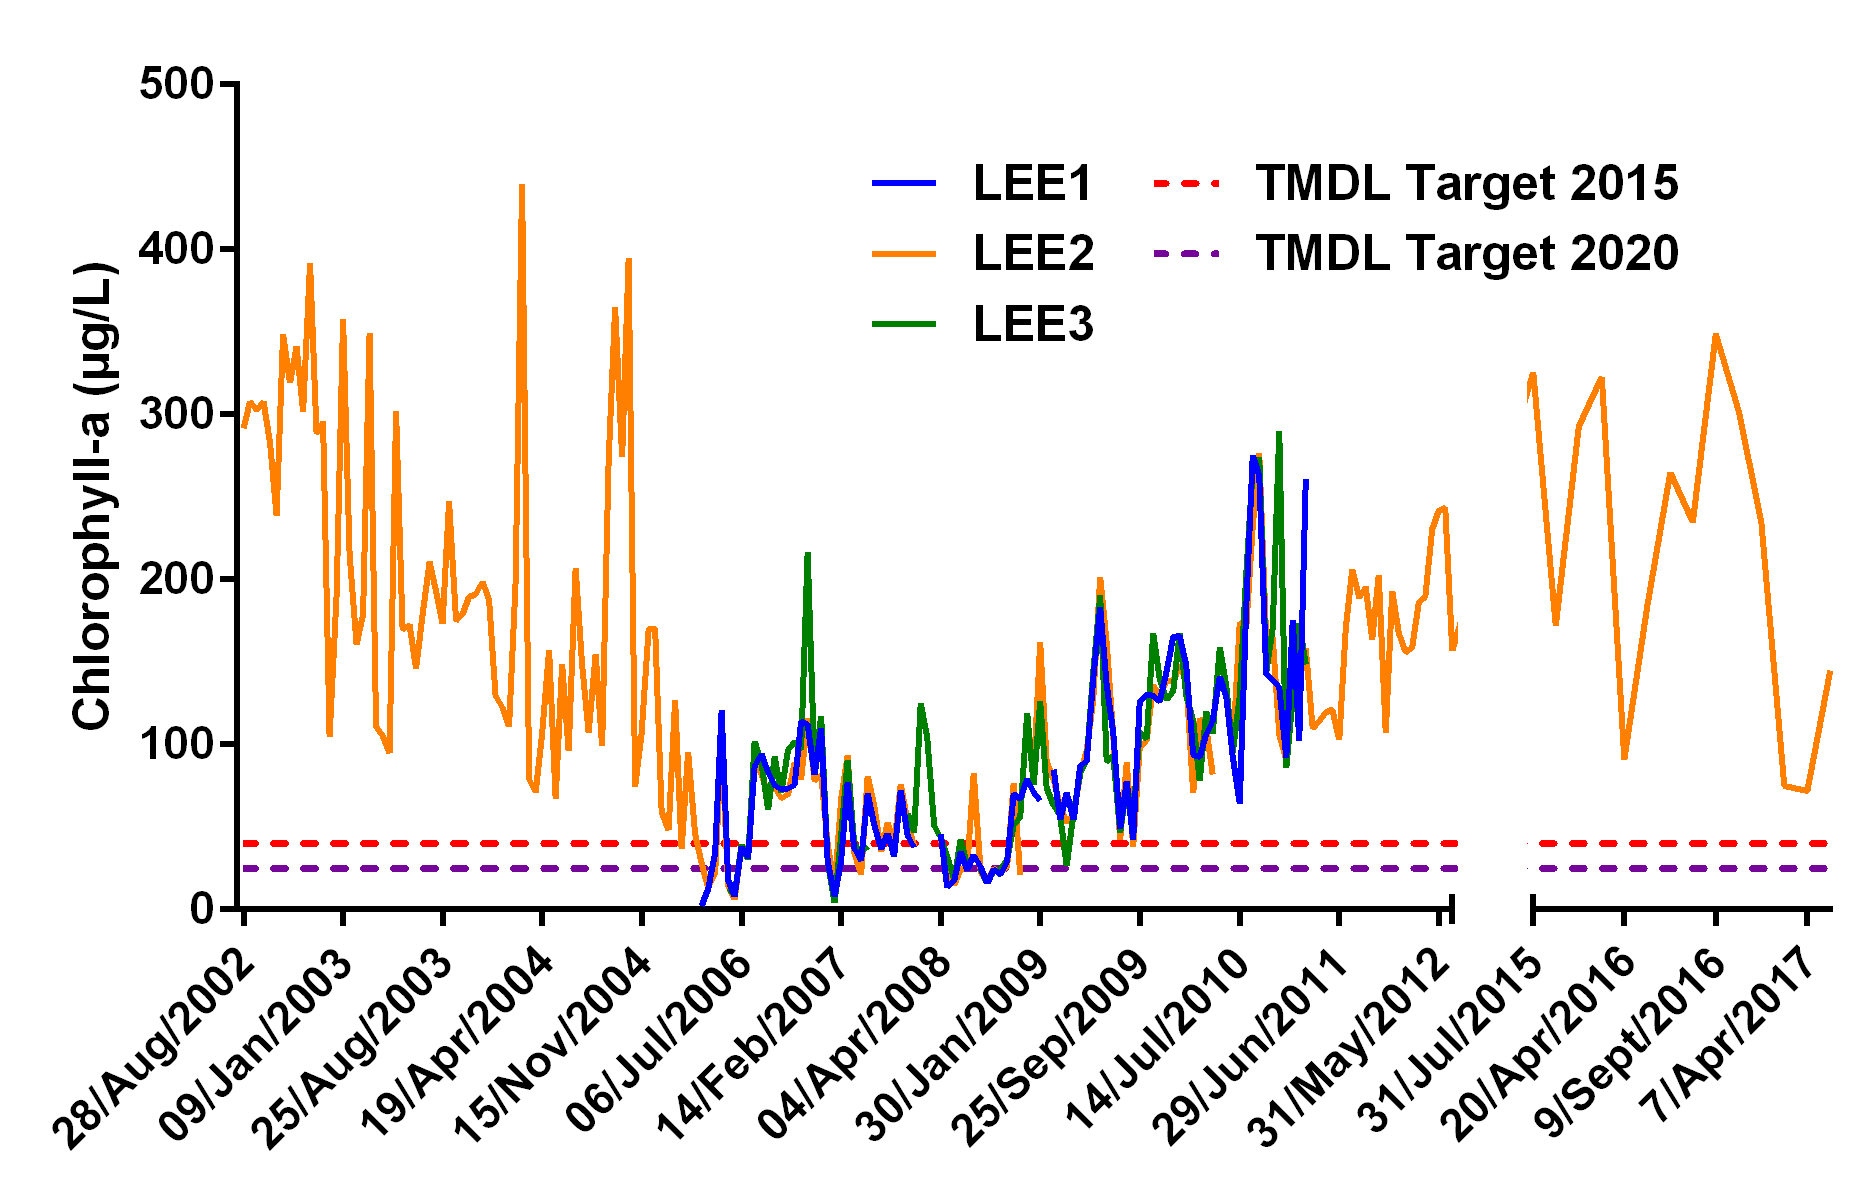 500
400
300
200
100
0
Chlorophyll-a (µg/L)
LEE1
LEE2
LEE3
TMDL Target 2015
TMDL Target 2020
28/Aug/2002
09/Jan/2003
25/Aug/2003
19/Apr/2004
15/Nov/2004
06/Jul/2006
14/Feb/2007
04/Apr/2008
30/Jan/2009
25/Sep/2009
14/Jul/2010
29/Jun/2011
31/May/2012
31/Jul/2015
20/Apr/2016
9/Sept/2016
7/Apr/2017